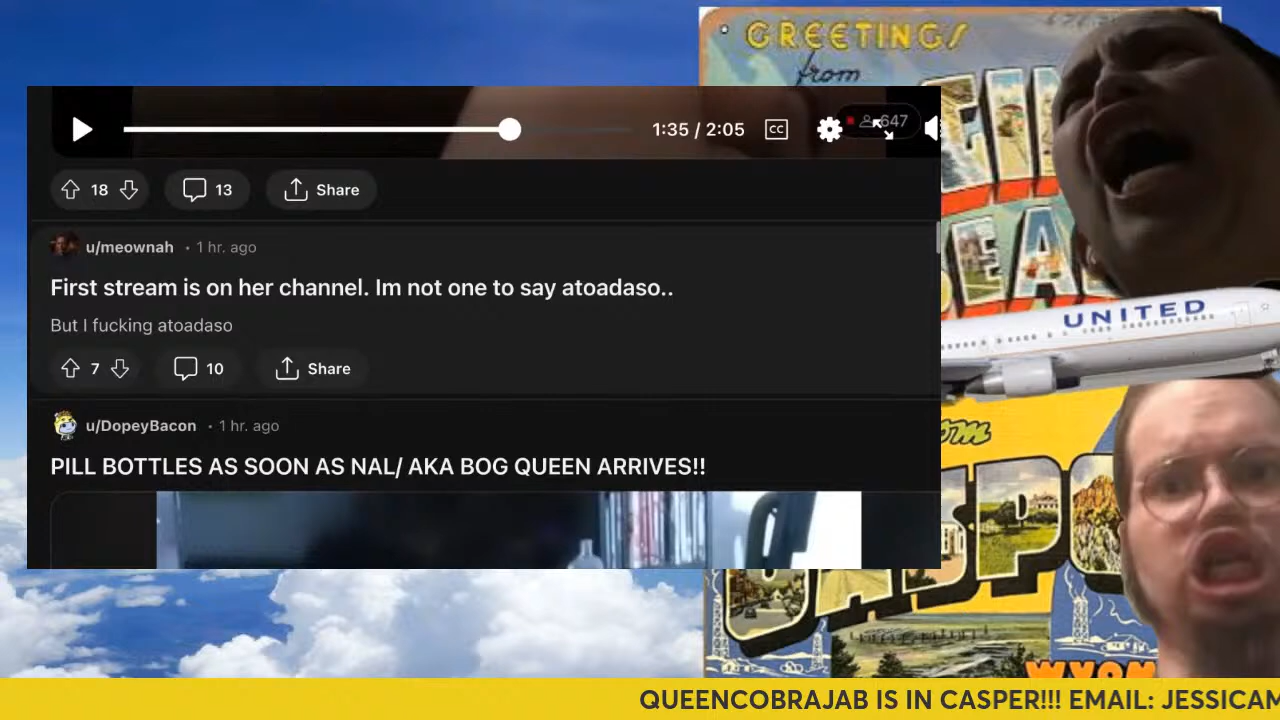 GREETINGS
from
1:35 / 2:05
CC
647
18
13
Share
u/meownah • 1 hr. ago
First stream is on her channel. Im not one to say atoadaso..
But I fucking atoadaso
7
10
Share
UNITED
u/DopeyBacon • 1 hr. ago
PILL BOTTLES AS SOON AS NAL/ AKA BOG QUEEN ARRIVES!!
QUEENCOBRAJAB IS IN CASPER!!! EMAIL: JESSICAM